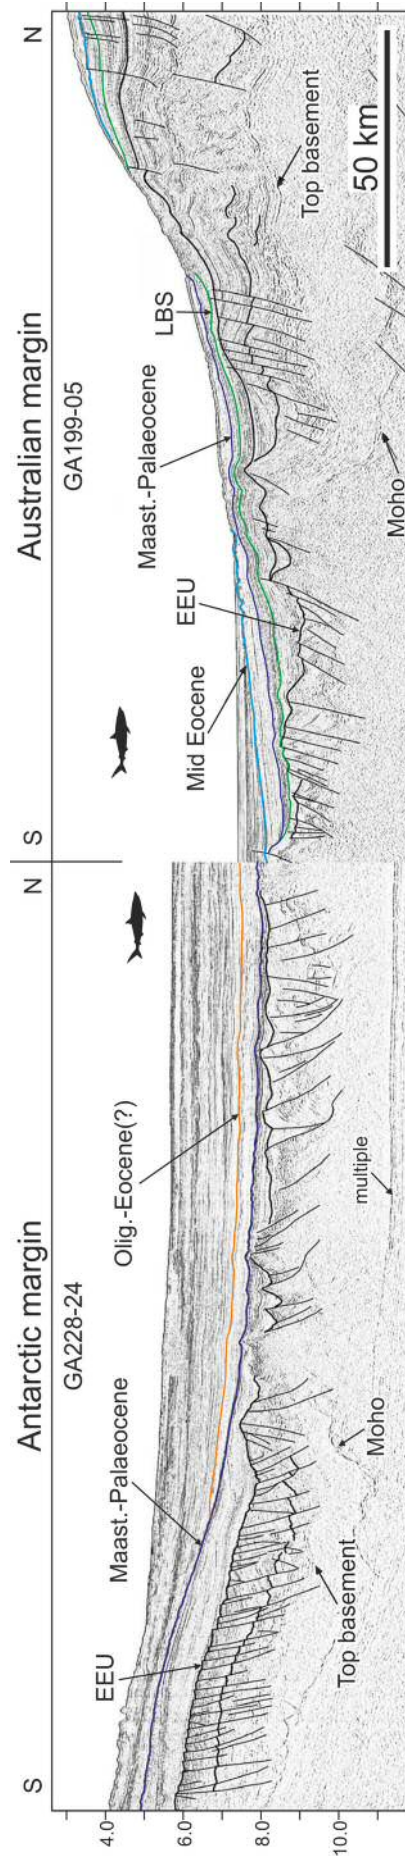 Antarctic margin
Australian margin
S
GA228-24
N
S
GA199-05
N
EEU
Maast.-Palaeocene
Olig.-Eocene(?)
Mid Eocene
EEU
Maast.-Palaeocene
LBS
4.0
6.0
8.0
10.0
Top basement
Moho
multiple
Moho
Top basement
50 km